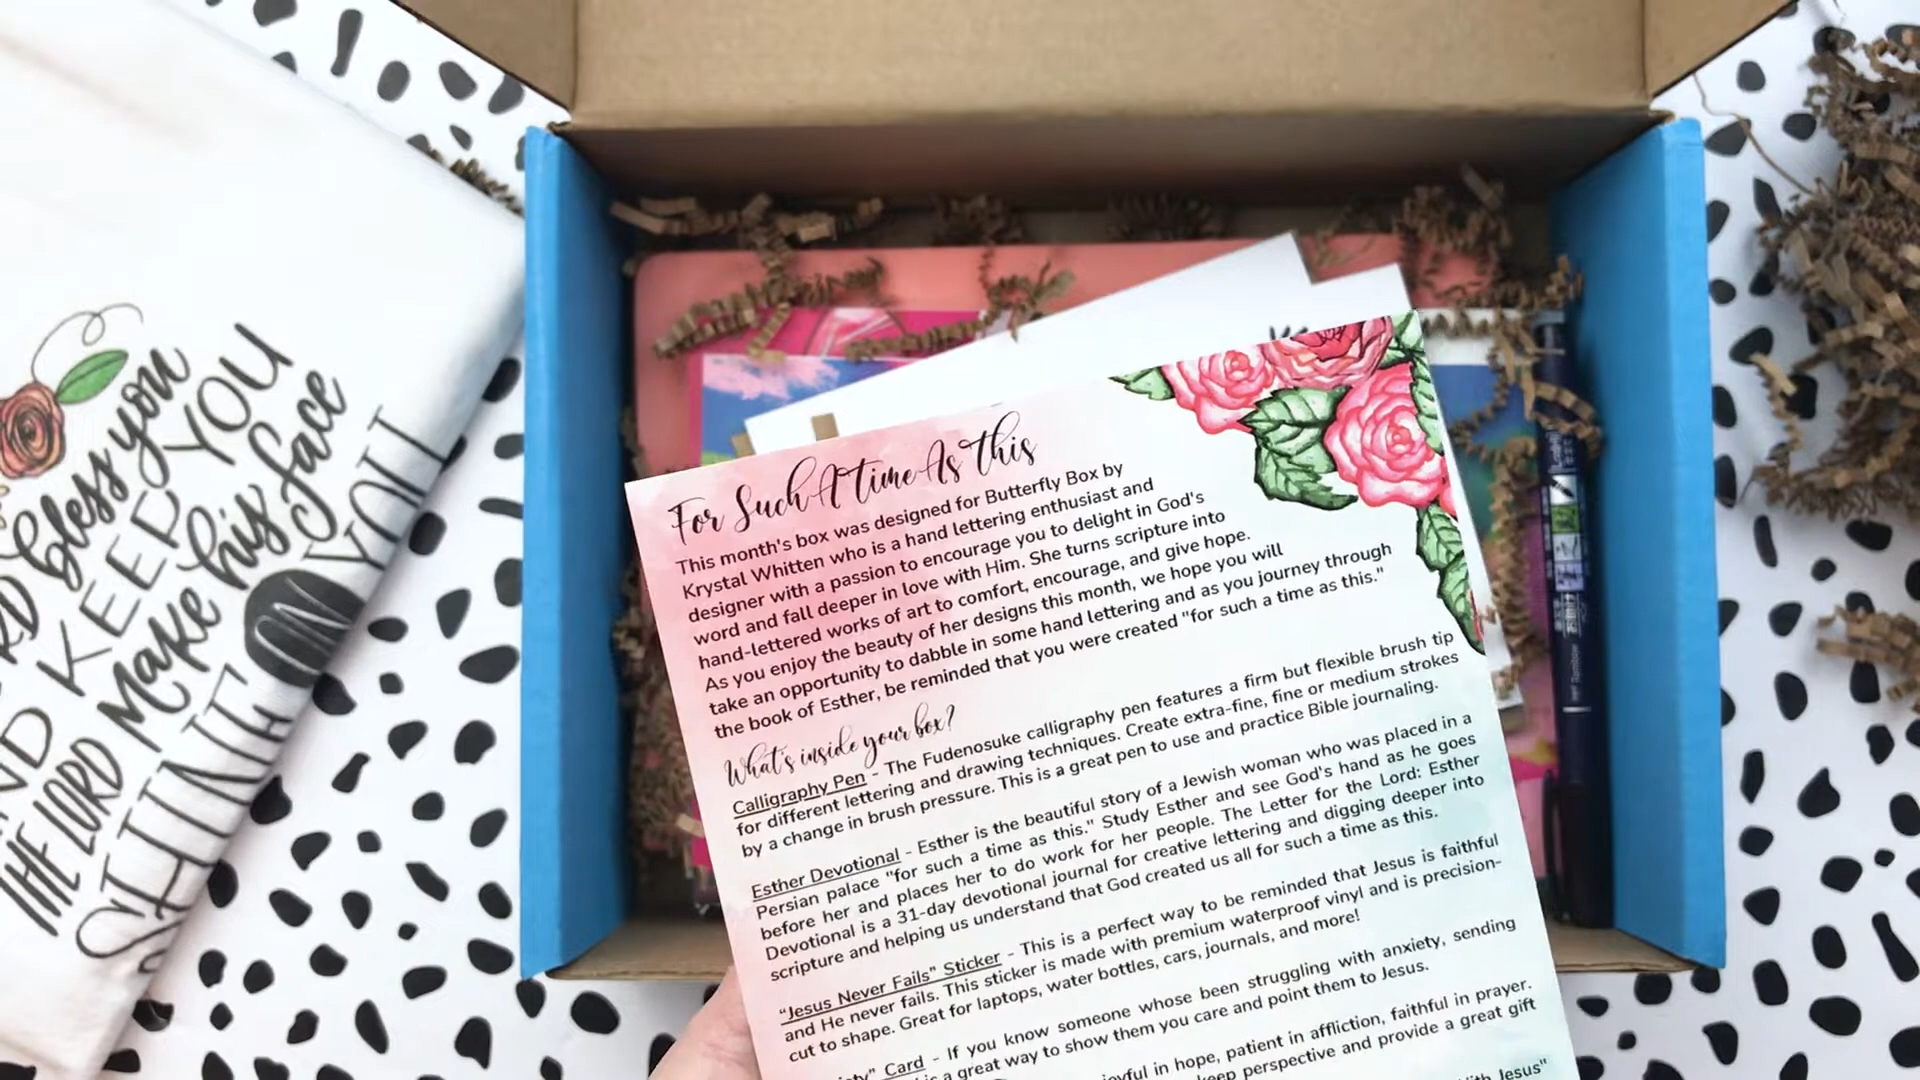 bless you
KEEP YOU
Make his face
THE LORD
SHINE ON YOU
For Such A time As this
This month's box was designed for Butterfly Box by
Krystal Whitten who is a hand lettering enthusiast and
designer with a passion to encourage you to delight in God's
word and fall deeper in love with Him. She turns scripture into
hand-lettered works of art to comfort, encourage, and give hope.
As you enjoy the beauty of her designs this month, we hope you will
take an opportunity to dabble in some hand lettering and as you journey through
the book of Esther, be reminded that you were created "for such a time as this."
What's inside your box?
Calligraphy Pen - The Fudenosuke calligraphy pen features a firm but flexible brush tip
for different lettering and drawing techniques. Create extra-fine, fine or medium strokes
by a change in brush pressure. This is a great pen to use and practice Bible journaling.
Esther Devotional - Esther is the beautiful story of a Jewish woman who was placed in a
Persian palace "for such a time as this." Study Esther and see God's hand as he goes
before her and places her to do work for her people. The Letter for the Lord: Esther
Devotional is a 31-day devotional journal for creative lettering and digging deeper into
scripture and helping us understand that God created us all for such a time as this.
"Jesus Never Fails" Sticker - This is a perfect way to be reminded that Jesus is faithful
and He never fails. This sticker is made with premium waterproof vinyl and is precision-
cut to shape. Great for laptops, water bottles, cars, journals, and more!
Card - If you know someone whose been struggling with anxiety, sending
is a great way to show them you care and point them to Jesus.
in hope, patient in affliction, faithful in prayer.
keep perspective and provide a great gift
Jesus"